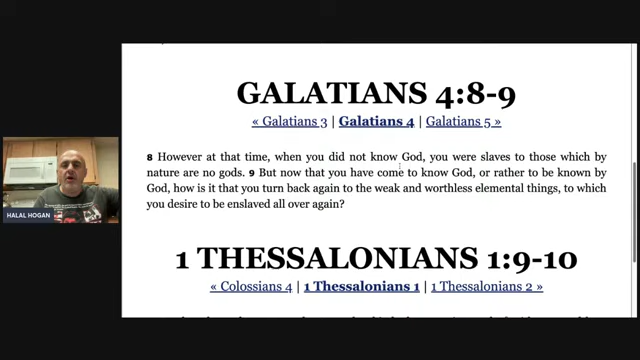 GALATIANS 4:8-9
« Galatians 3 | Galatians 4 | Galatians 5 »
8 However at that time, when you did not know God, you were slaves to those which by
nature are no gods. 9 But now that you have come to know God, or rather to be known by
God, how is it that you turn back again to the weak and worthless elemental things, to which
you desire to be enslaved all over again?
HALAL HOGAN
1 THESSALONIANS 1:9-10
« Colossians 4 | 1 Thessalonians 1 | 1 Thessalonians 2 »